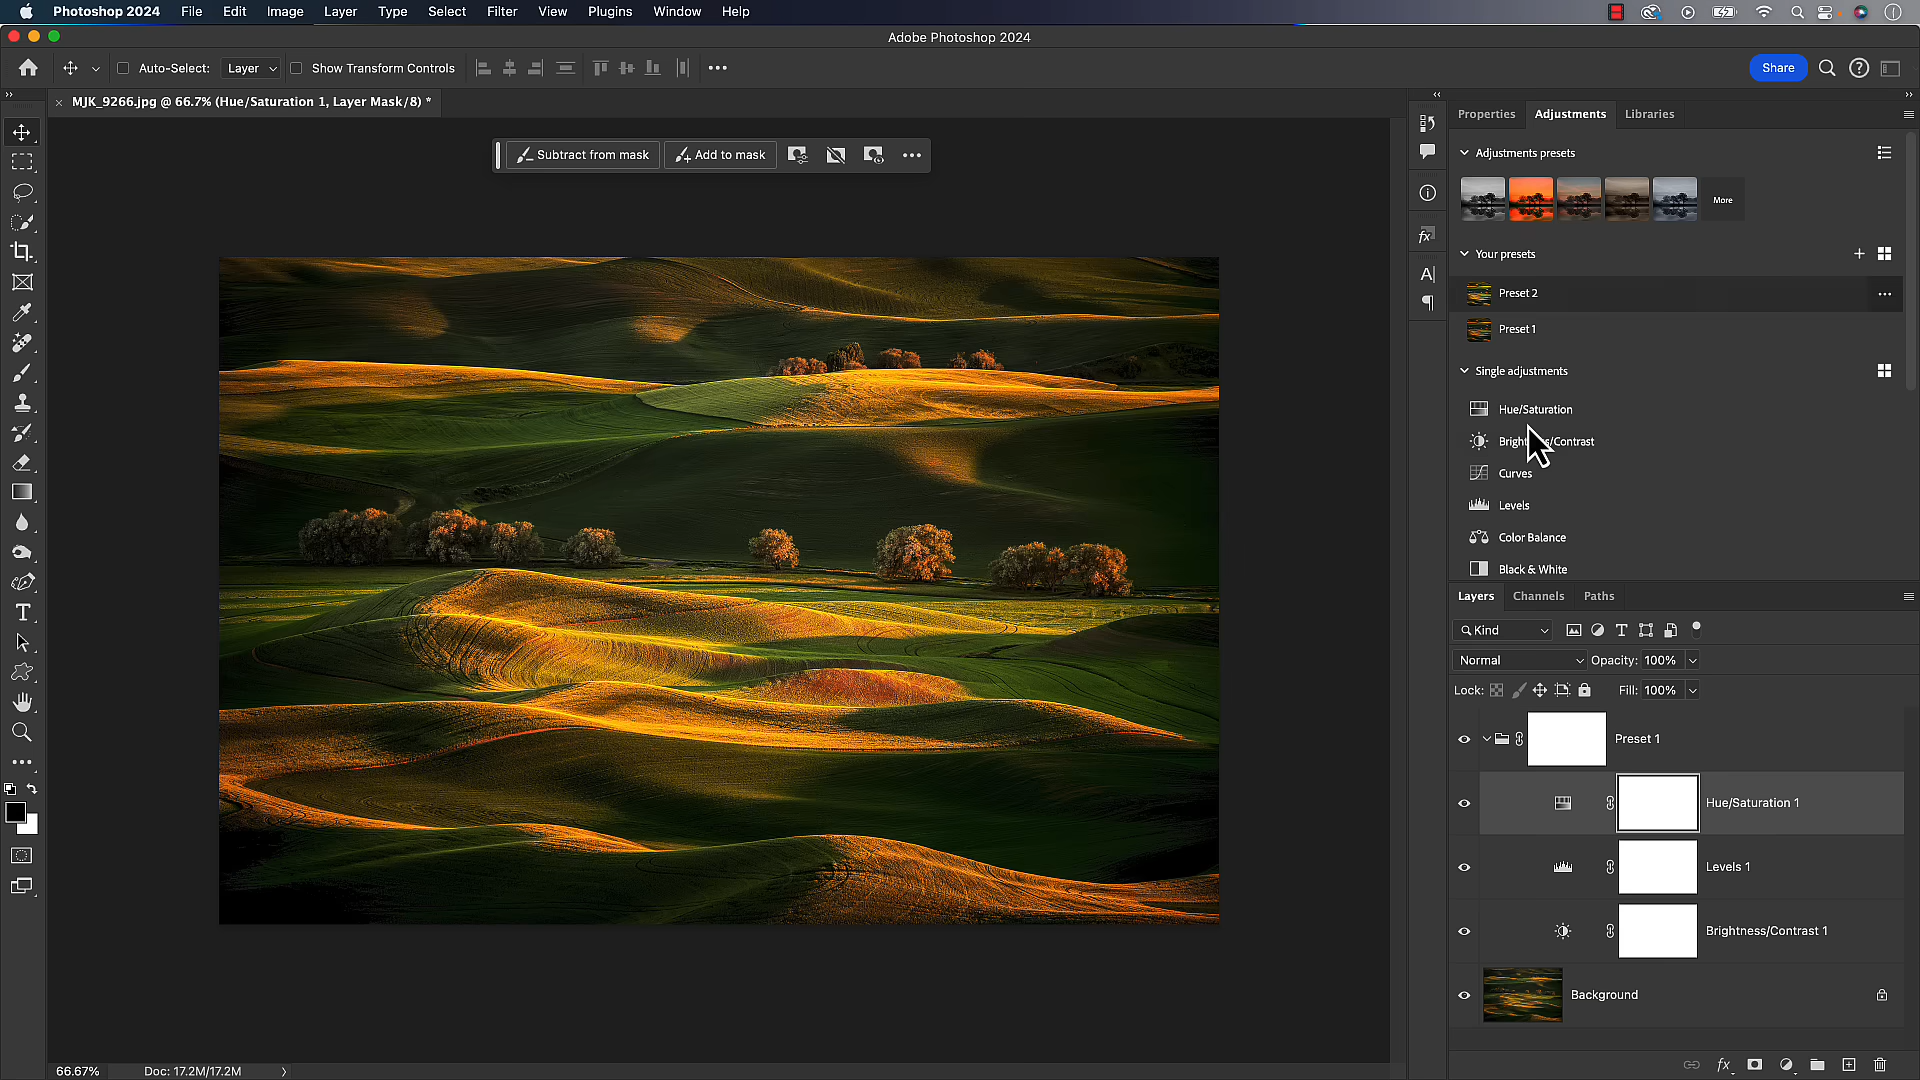 Photoshop 2024 File Edit Image Layer Type Select Filter View Plugins Window Help
Adobe Photoshop 2024
Auto-Select: Layer Show Transform Controls Share
MJK_9266.jpg @ 66.7% (Hue/Saturation 1, Layer Mask/8) *
Subtract from mask Add to mask
Properties Adjustments Libraries
Adjustments presets
More
Your presets
Preset 2
Preset 1
Single adjustments
Hue/Saturation
Brightness/Contrast
Curves
Levels
Color Balance
Black & White
Layers Channels Paths
Kind
Normal Opacity: 100%
Lock: Fill: 100%
Preset 1
Hue/Saturation 1
Levels 1
Brightness/Contrast 1
Background
66.67% Doc: 17.2M/17.2M